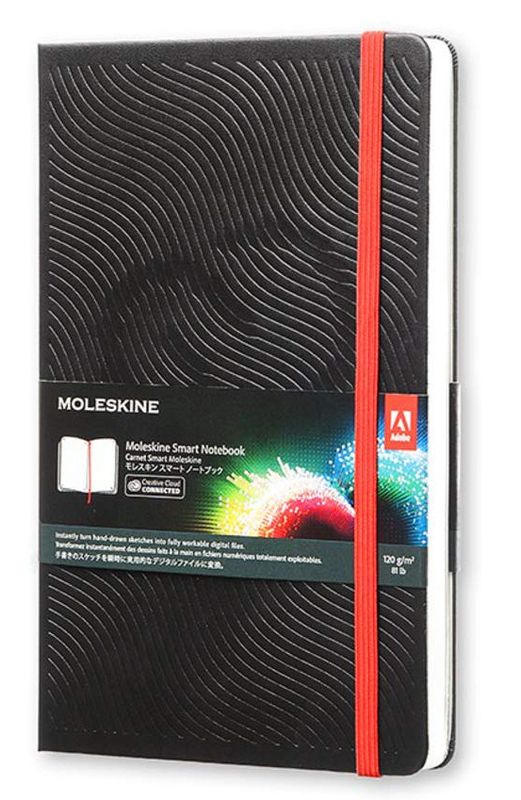 MOLESKINE
Adobe
Moleskine Smart Notebook
Carnet Smart Moleskine
モレスキン スマート ノートブック
Creative Cloud
CONNECTED
Instantly turn hand-drawn sketches into fully workable digital files.
Transformez instantanément des dessins faits à la main en fichiers numériques totalement exploitables.
手書きのスケッチを瞬時に実用的なデジタルファイルに変換。
120 g/m²
81 lb